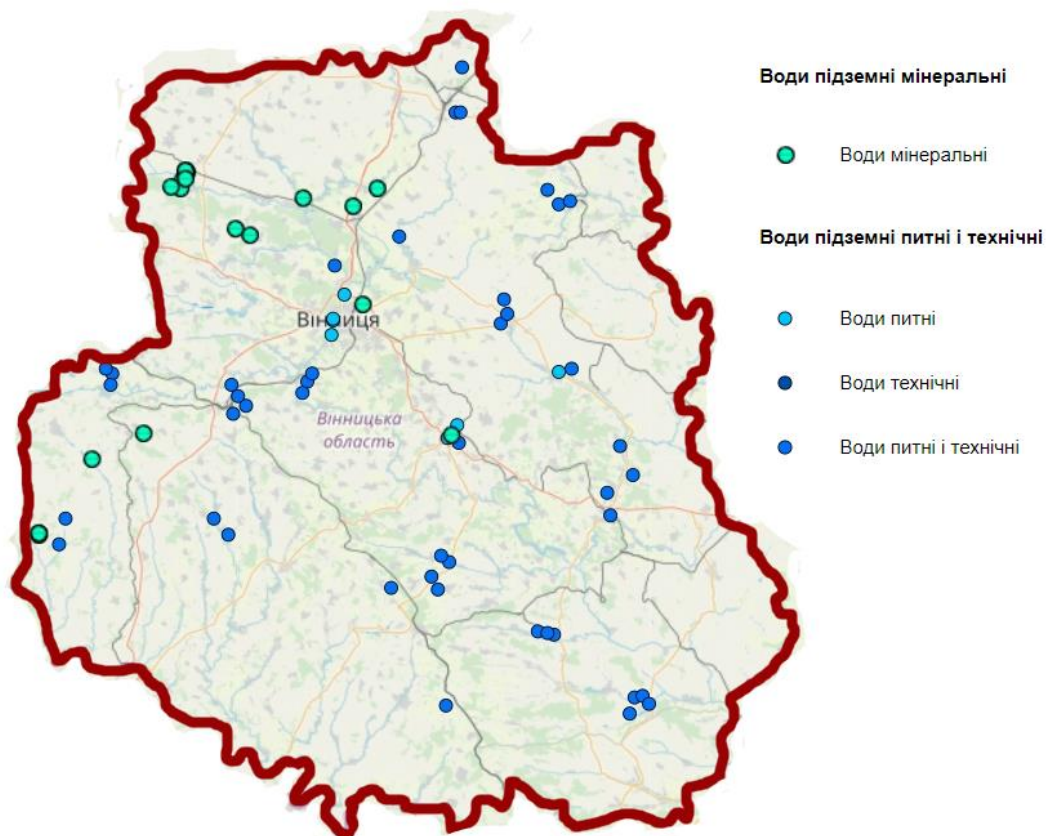 Вінниця
Вінницька
область
Води підземні мінеральні
Води мінеральні
Води підземні питні і технічні
Води питні
Води технічні
Води питні і технічні